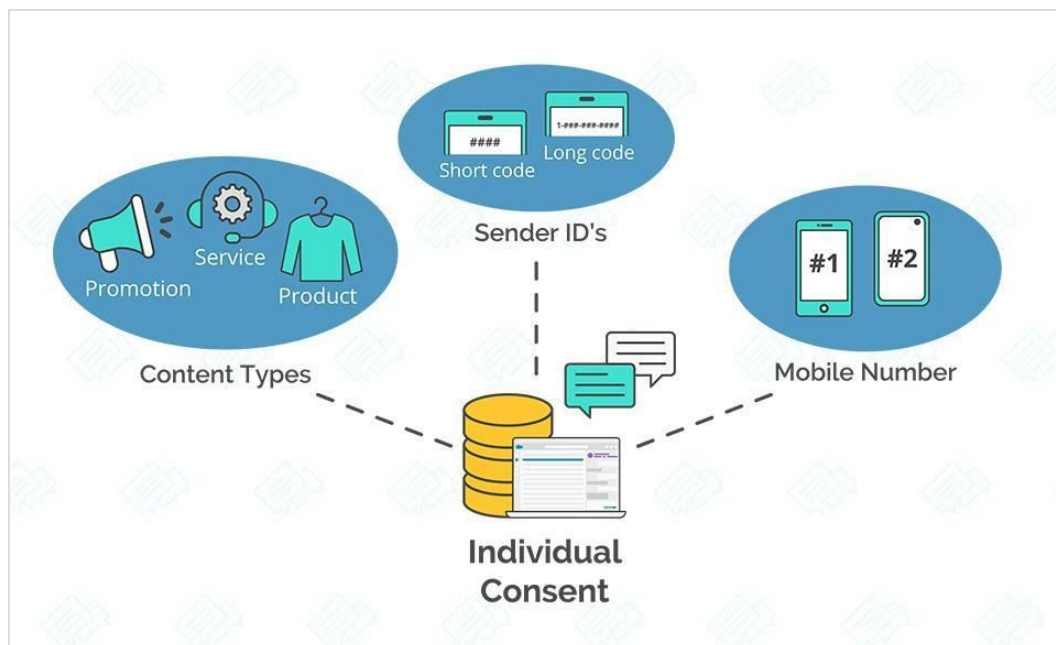 ####
Short code
1-###-###-####
Long code
Sender ID's
Promotion
Service
Product
Content Types
#1
#2
Mobile Number
Individual
Consent